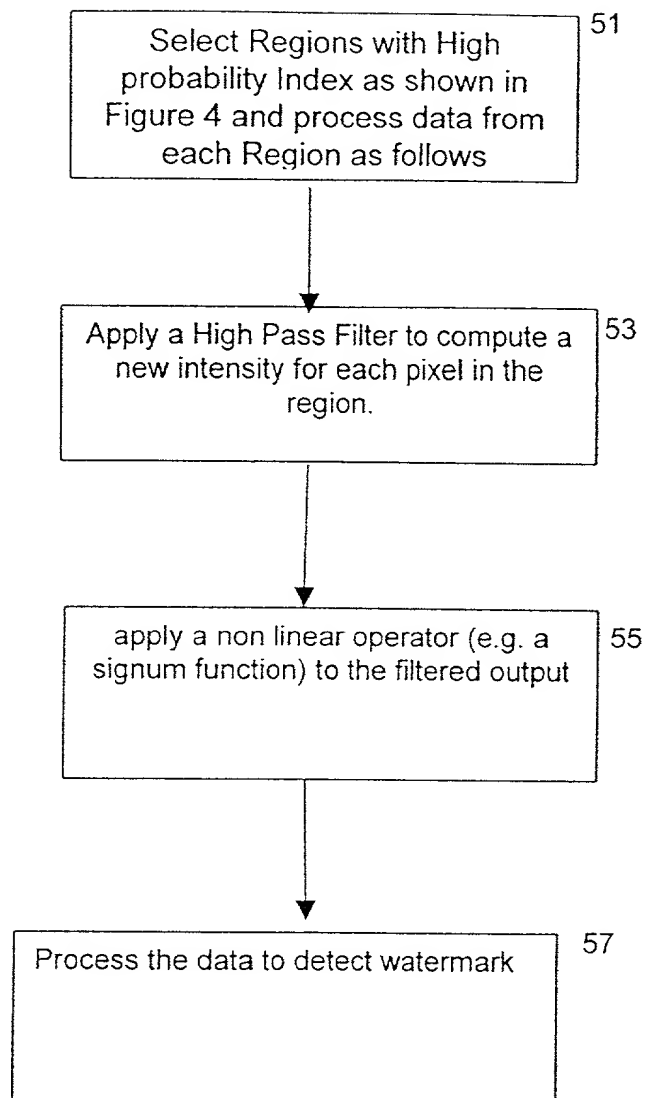 51
Select Regions with High
probability Index as shown in
Figure 4 and process data from
each Region as follows
53
Apply a High Pass Filter to compute a
new intensity for each pixel in the
region.
55
apply a non linear operator (e.g. a
signum function) to the filtered output
57
Process the data to detect watermark